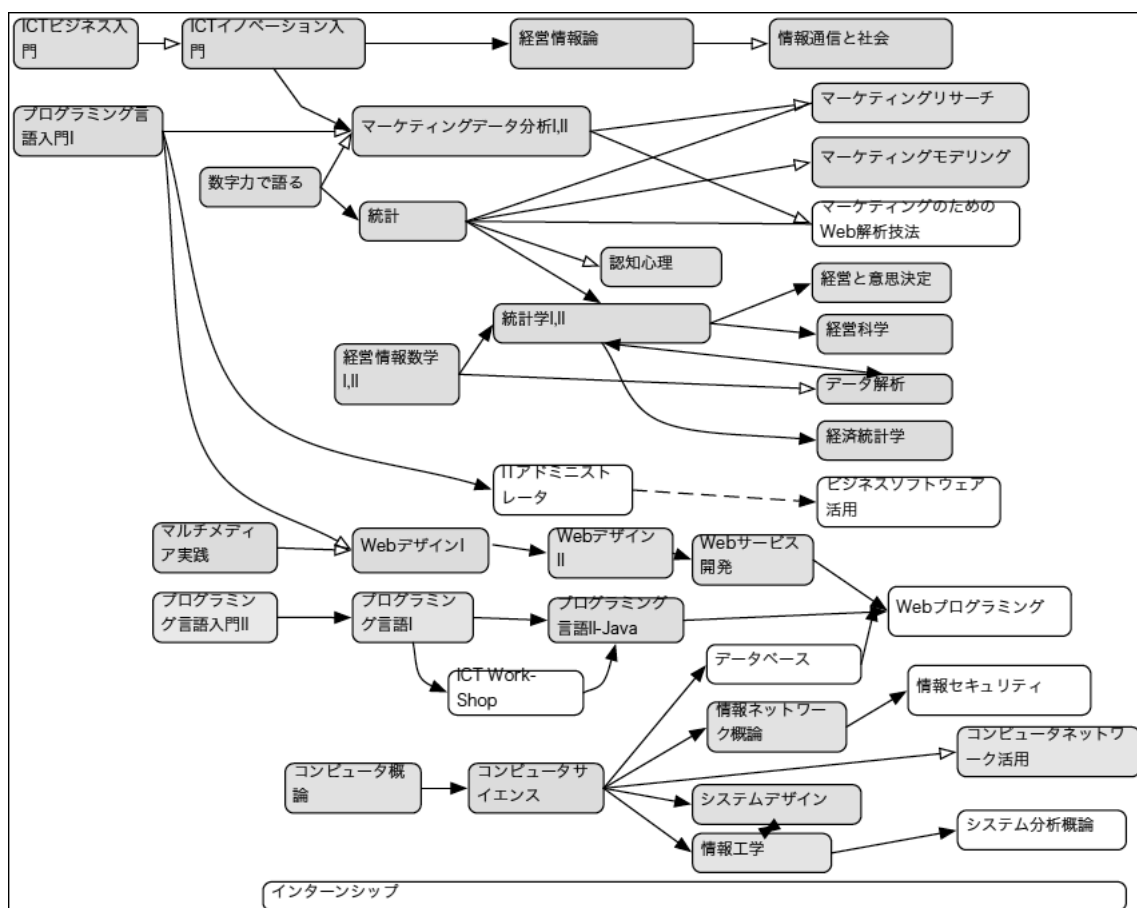 ICTビジネス入
門
ICTイノベーション入
門
経営情報論
情報通信と社会
プログラミング言
語入門I
マーケティングデータ分析I,II
マーケティングリサーチ
マーケティングモデリング
数字力で語る
統計
マーケティングのための
Web解析技法
認知心理
経営と意思決定
統計学I,II
経営科学
経営情報数学
I,II
データ解析
経済統計学
ITアドミニスト
レータ
ビジネスソフトウェア
活用
マルチメディ
ア実践
WebデザインI
Webデザイン
II
Webサービス
開発
プログラミン
グ言語入門II
プログラミン
グ言語I
プログラミング
言語II-Java
Webプログラミング
ICT Work-
Shop
データベース
情報セキュリティ
情報ネットワー
ク概論
コンピュータネットワ
ーク活用
コンピュータ概
論
コンピュータサ
イエンス
システムデザイン
情報工学
システム分析概論
インターンシップ